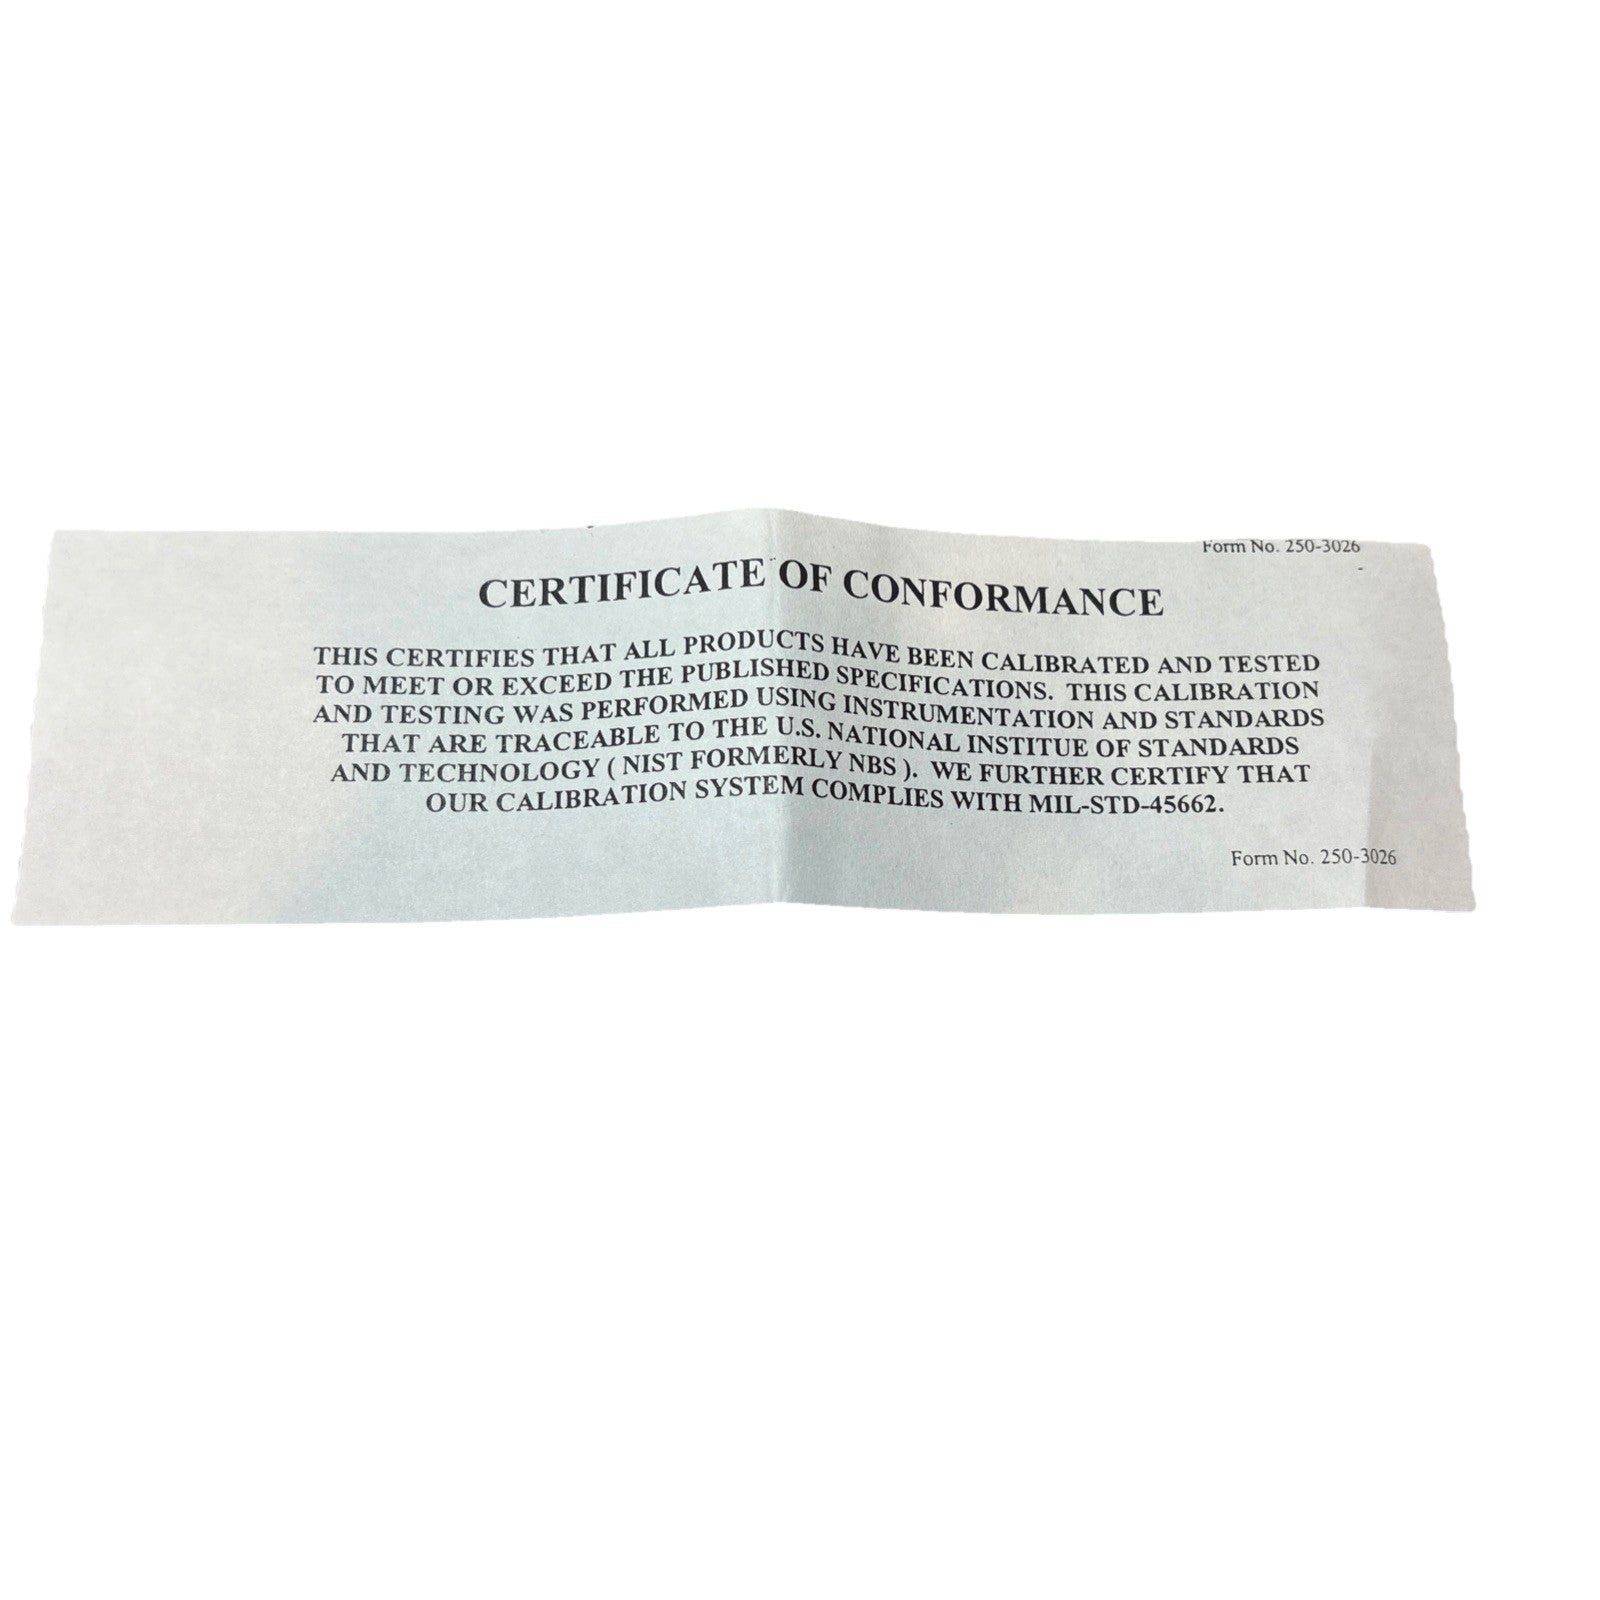 Form No. 250-3026
CERTIFICATE OF CONFORMANCE
THIS CERTIFIES THAT ALL PRODUCTS HAVE BEEN CALIBRATED AND TESTED
TO MEET OR EXCEED THE PUBLISHED SPECIFICATIONS. THIS CALIBRATION
AND TESTING WAS PERFORMED USING INSTRUMENTATION AND STANDARDS
THAT ARE TRACEABLE TO THE U.S. NATIONAL INSTITUE OF STANDARDS
AND TECHNOLOGY ( NIST FORMERLY NBS ). WE FURTHER CERTIFY THAT
OUR CALIBRATION SYSTEM COMPLIES WITH MIL-STD-45662.
Form No. 250-3026